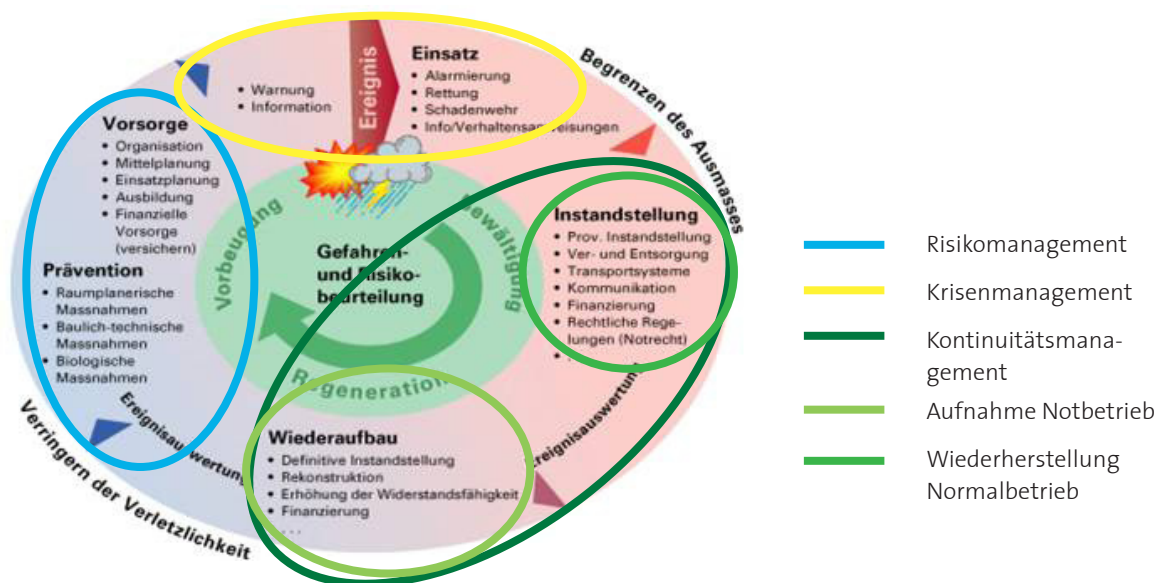 Ereignis
Einsatz
• Alarmierung
• Rettung
• Schadenwehr
• Info/Verhaltensanweisungen
• Warnung
• Information
Begrenzen des Ausmasses
Vorsorge
• Organisation
• Mittelplanung
• Einsatzplanung
• Ausbildung
• Finanzielle
Vorsorge
(versichern)
Prävention
• Raumplanerische
Massnahmen
• Baulich-technische
Massnahmen
• Biologische
Massnahmen
Vorbeugung
Bewältigung
Regeneration
Gefahren-
und Risiko-
beurteilung
Instandstellung
• Prov. Instandstellung
• Ver- und Entsorgung
• Transportsysteme
• Kommunikation
• Finanzierung
• Rechtliche Rege-
lungen (Notrecht)
• .
Ereignisauswertung
Ereignisauswertung
Verringern der Verletzlichkeit
Wiederaufbau
• Definitive Instandstellung
• Rekonstruktion
• Erhöhung der Widerstandsfähigkeit
• Finanzierung
. . .
Risikomanagement
Krisenmanagement
Kontinuitätsmana-
gement
Aufnahme Notbetrieb
Wiederherstellung
Normalbetrieb